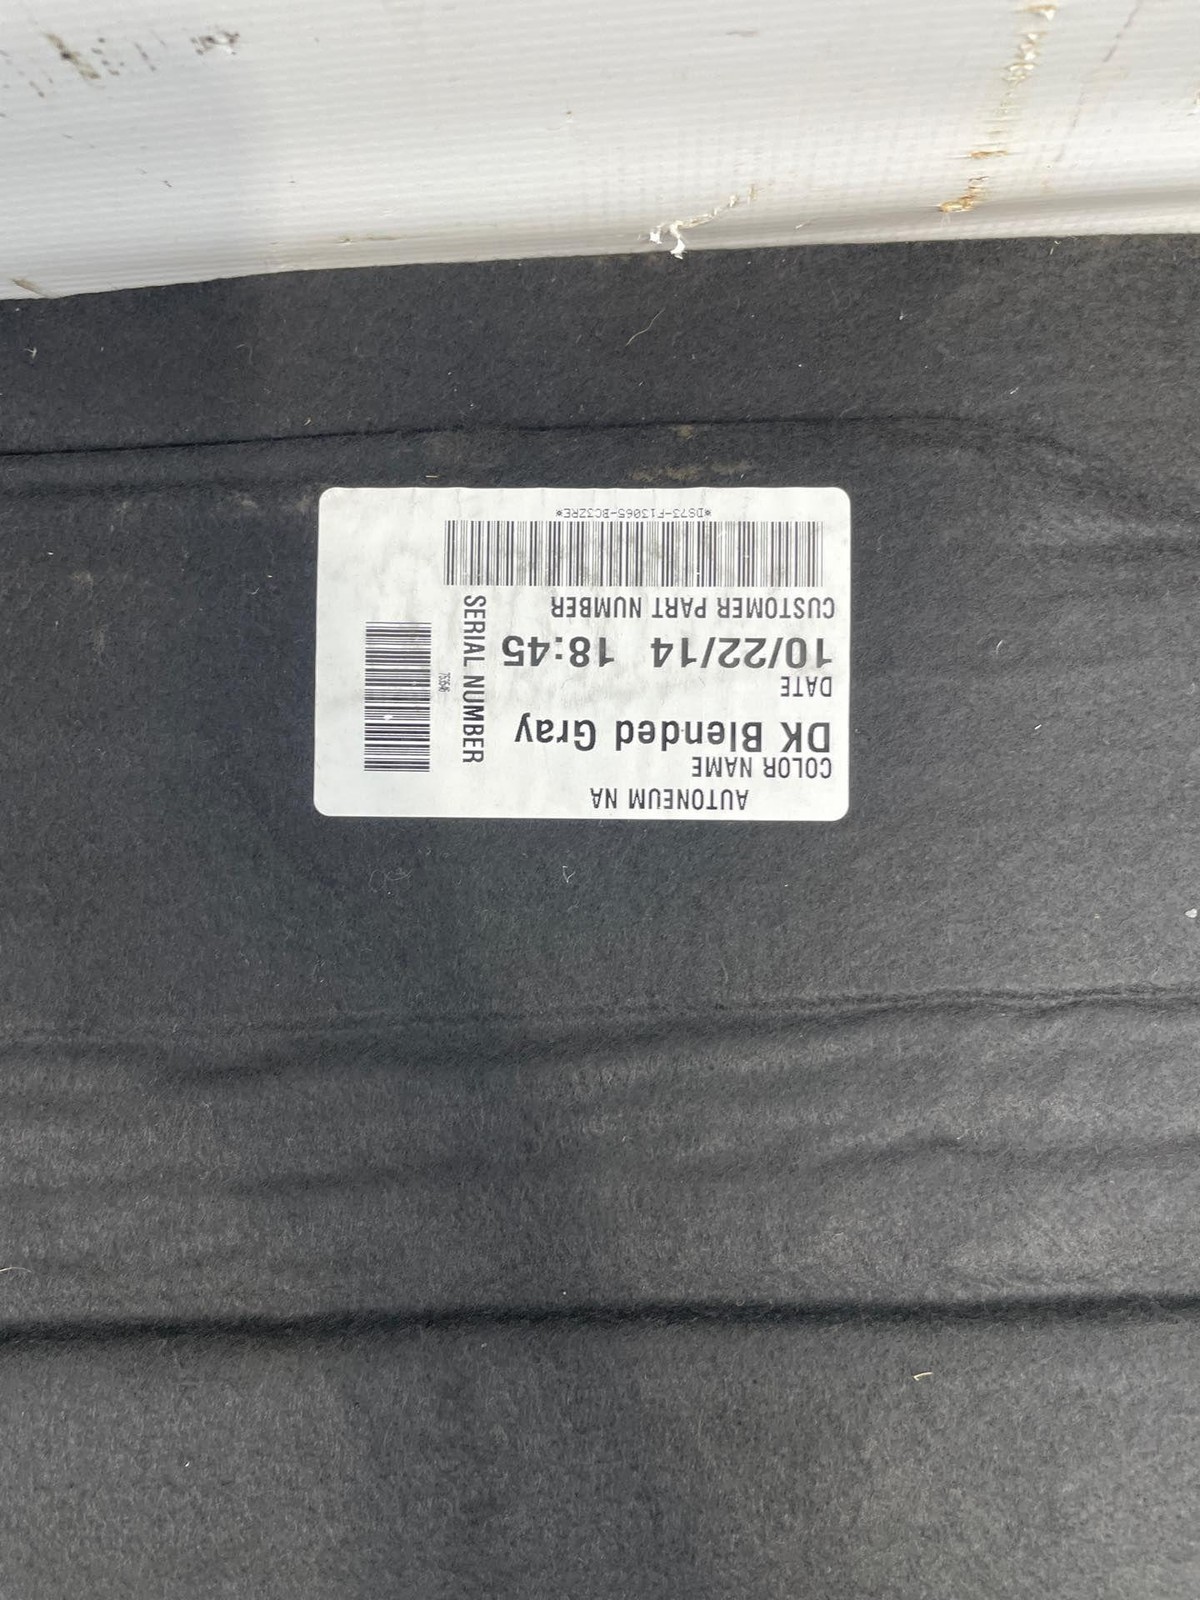 AUTONEUM NA
COLOR NAME
DK Blended Gray
DATE
10/22/14 18:45
CUSTOMER PART NUMBER
*DS73-F13065-BC3ZRE*
SERIAL NUMBER